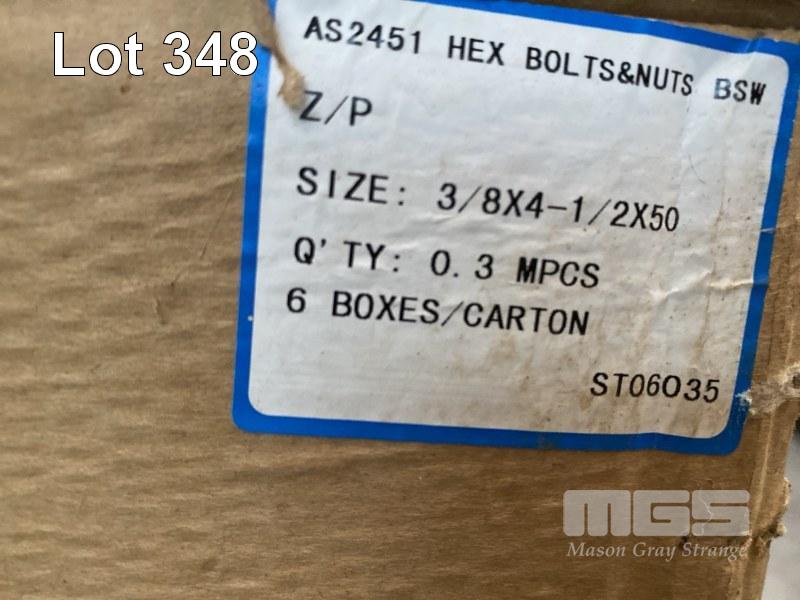 Lot 348
AS2451 HEX BOLTS&NUTS BSW
Z/P
SIZE: 3/8X4-1/2X50
Q'TY: 0.3 MPCS
6 BOXES/CARTON
ST06035
MGS
Mason Gray Strange